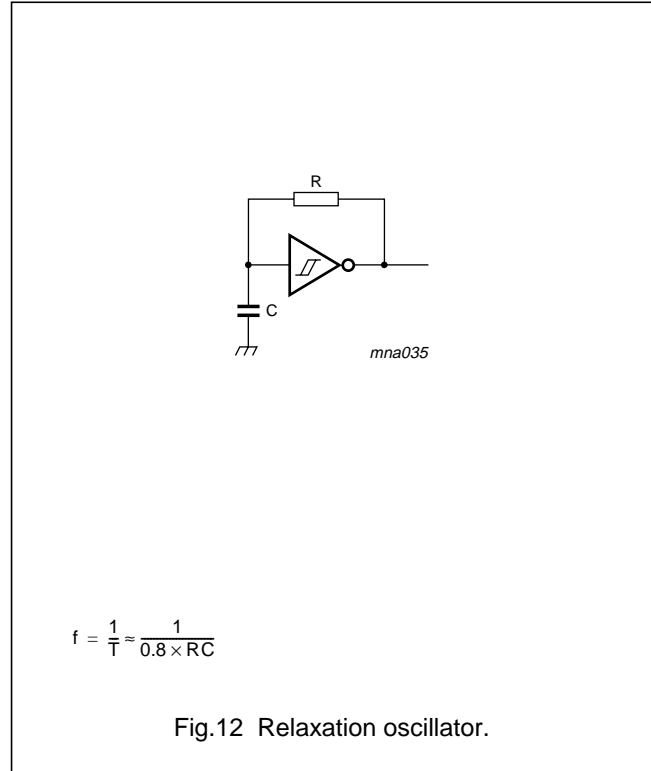 R
C
mna035
f = 1/T ≈ 1/(0.8 × RC)
Fig.12 Relaxation oscillator.